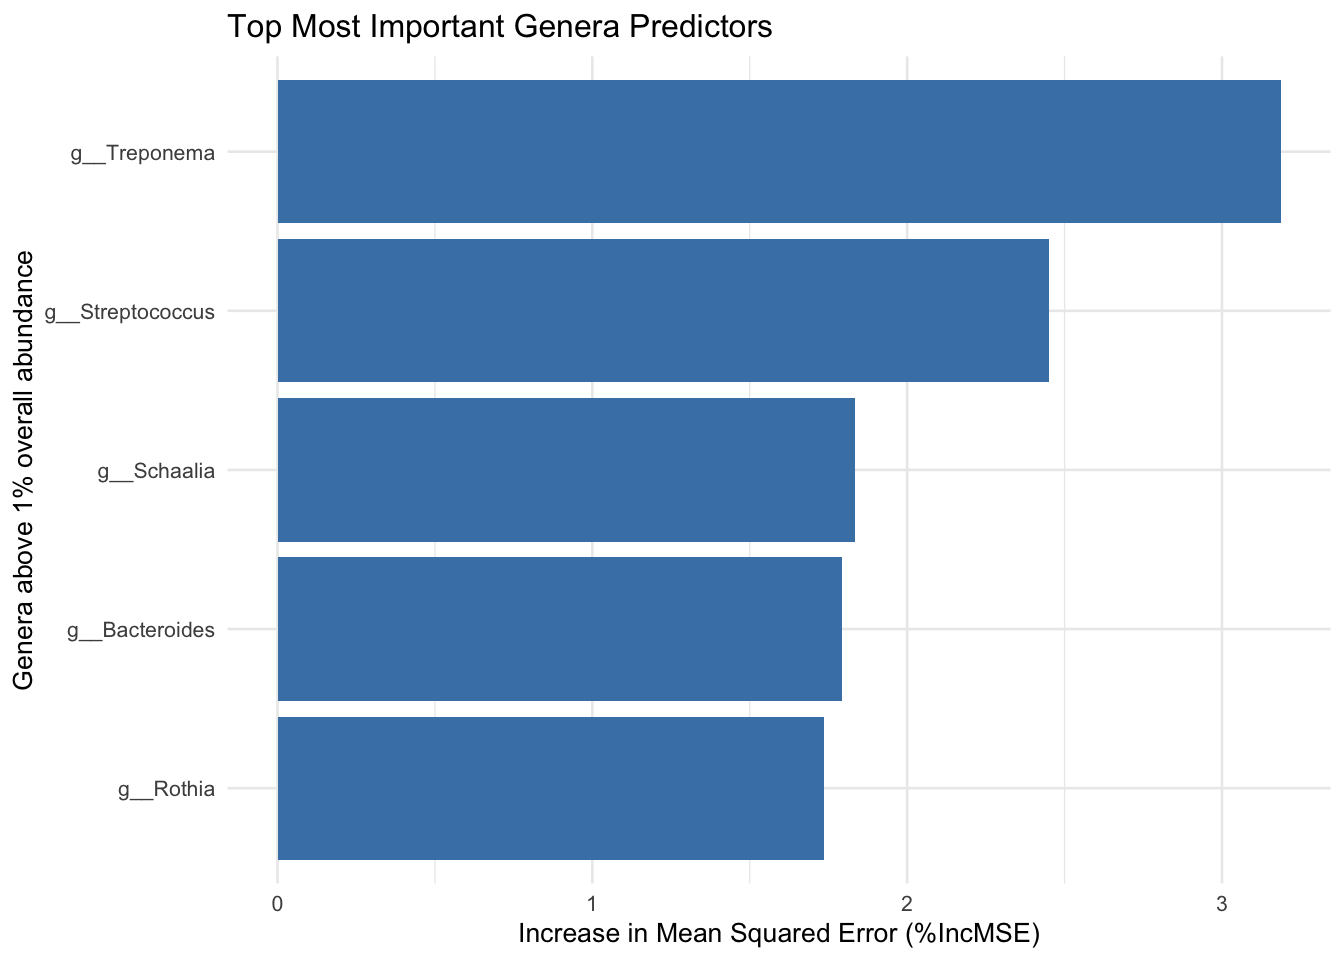 Top Most Important Genera Predictors
Genera above 1% overall abundance
g__Treponema
g__Streptococcus
g__Schaalia
g__Bacteroides
g__Rothia
0 1 2 3
Increase in Mean Squared Error (%IncMSE)